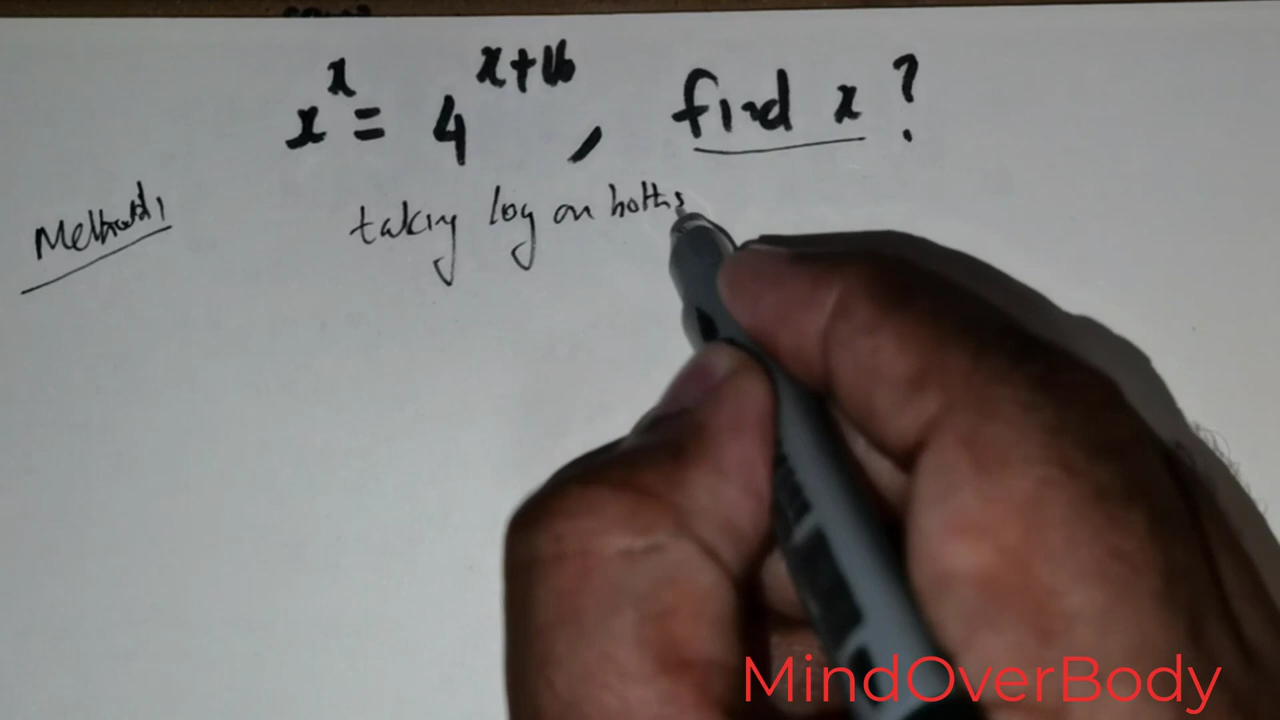 x^x = 4^{x+16}, find x?
Method 1
taking log on boths
MindOverBody